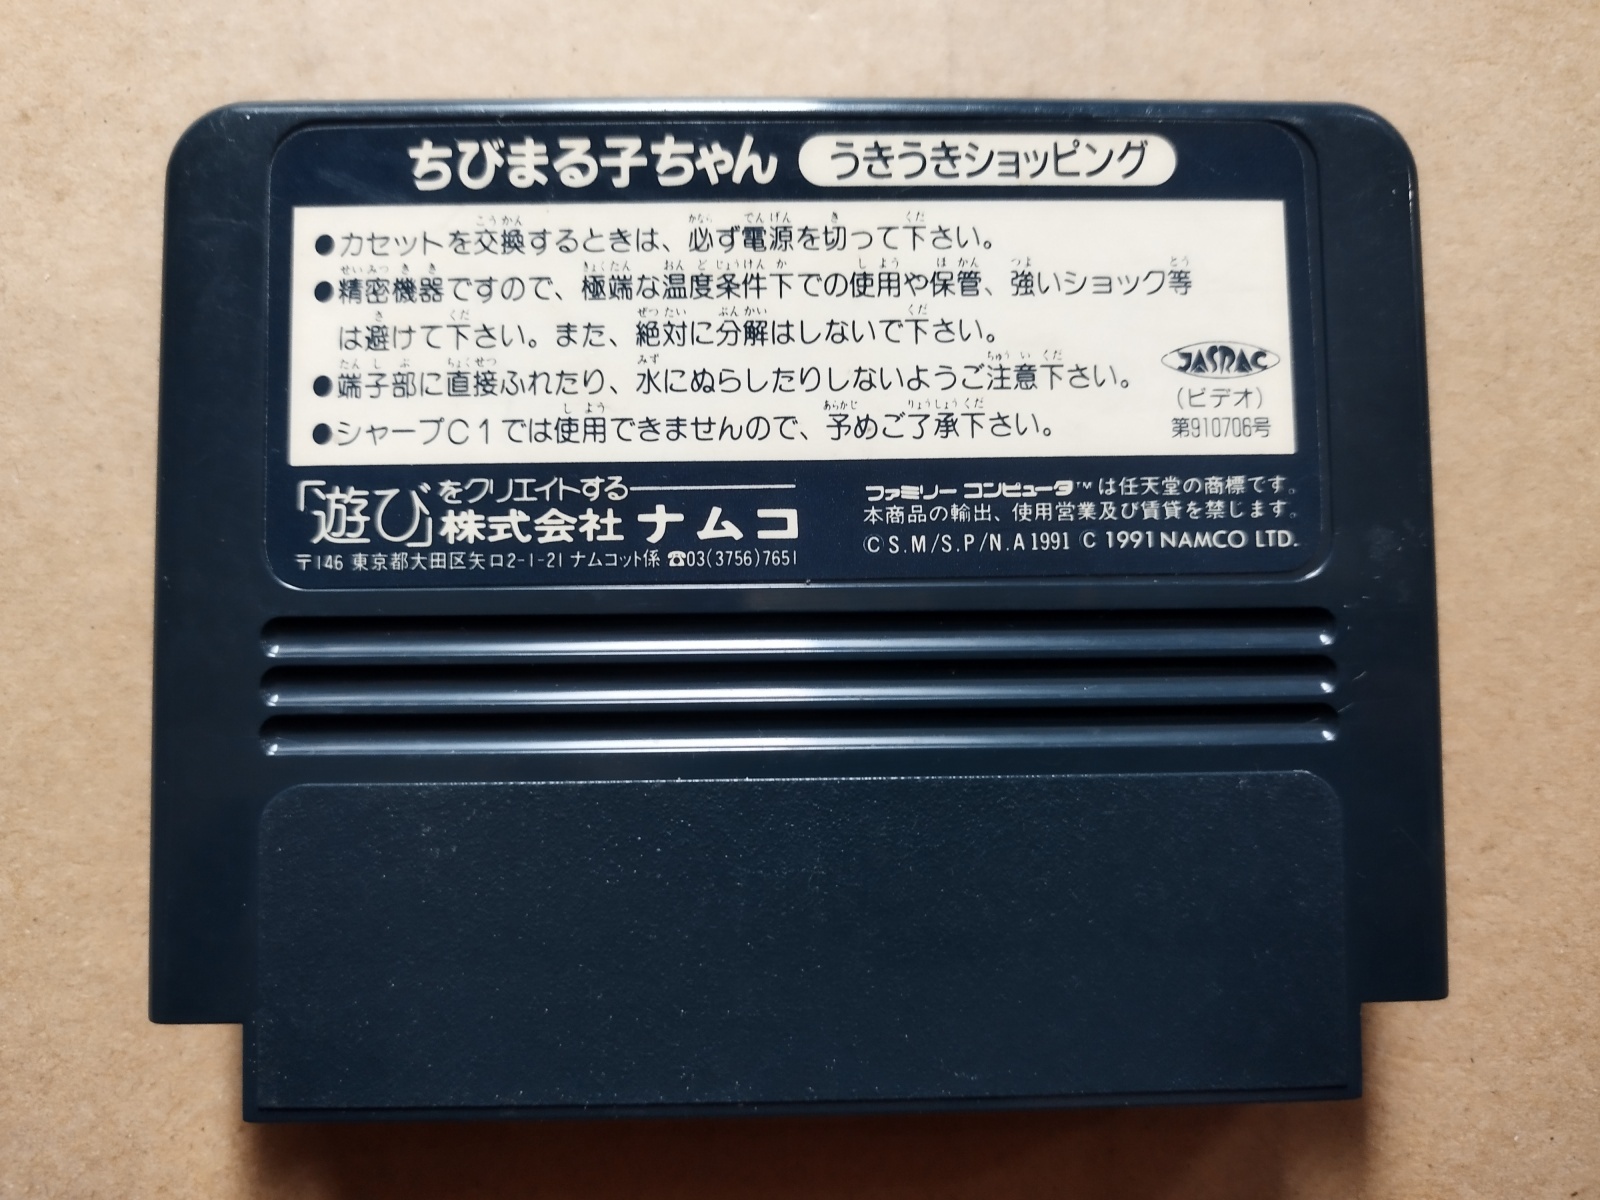 ちびまる子ちゃん うきうきショッピング
●カセットを交換するときは、必ず電源を切って下さい。
●精密機器ですので、極端な温度条件下での使用や保管、強いショック等
は避けて下さい。また、絶対に分解はしないで下さい。
●端子部に直接ふれたり、水にぬらしたりしないようご注意下さい。
●シャープC1では使用できませんので、予めご了承下さい。
JASRAC
(ビデオ)
第910706号
「遊び」をクリエイトする
株式会社ナムコ
〒146 東京都大田区矢口2-1-21 ナムコット係 ☎03(3756)7651
ファミリーコンピュータ™は任天堂の商標です。
本商品の輸出、使用営業及び賃貸を禁じます。
©S.M/S.P/N.A 1991 © 1991 NAMCO LTD.